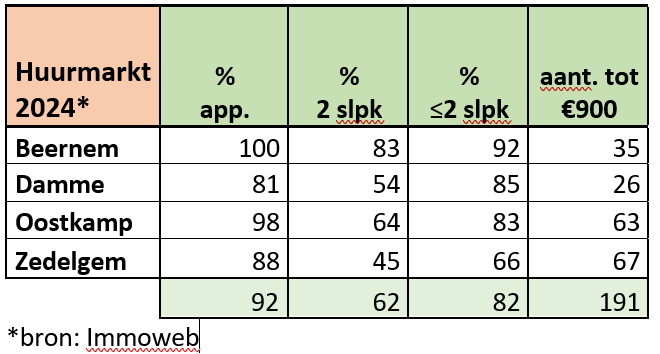 Huurmarkt 2024* % app. % 2 slpk % ≤2 slpk aant. tot €900
Beernem 100 83 92 35
Damme 81 54 85 26
Oostkamp 98 64 83 63
Zedelgem 88 45 66 67
92 62 82 191
*bron: Immoweb